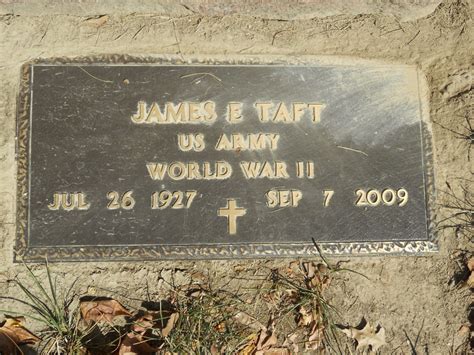 JAMES E TAFT
US ARMY
WORLD WAR II
JUL 26 1927 SEP 7 2009